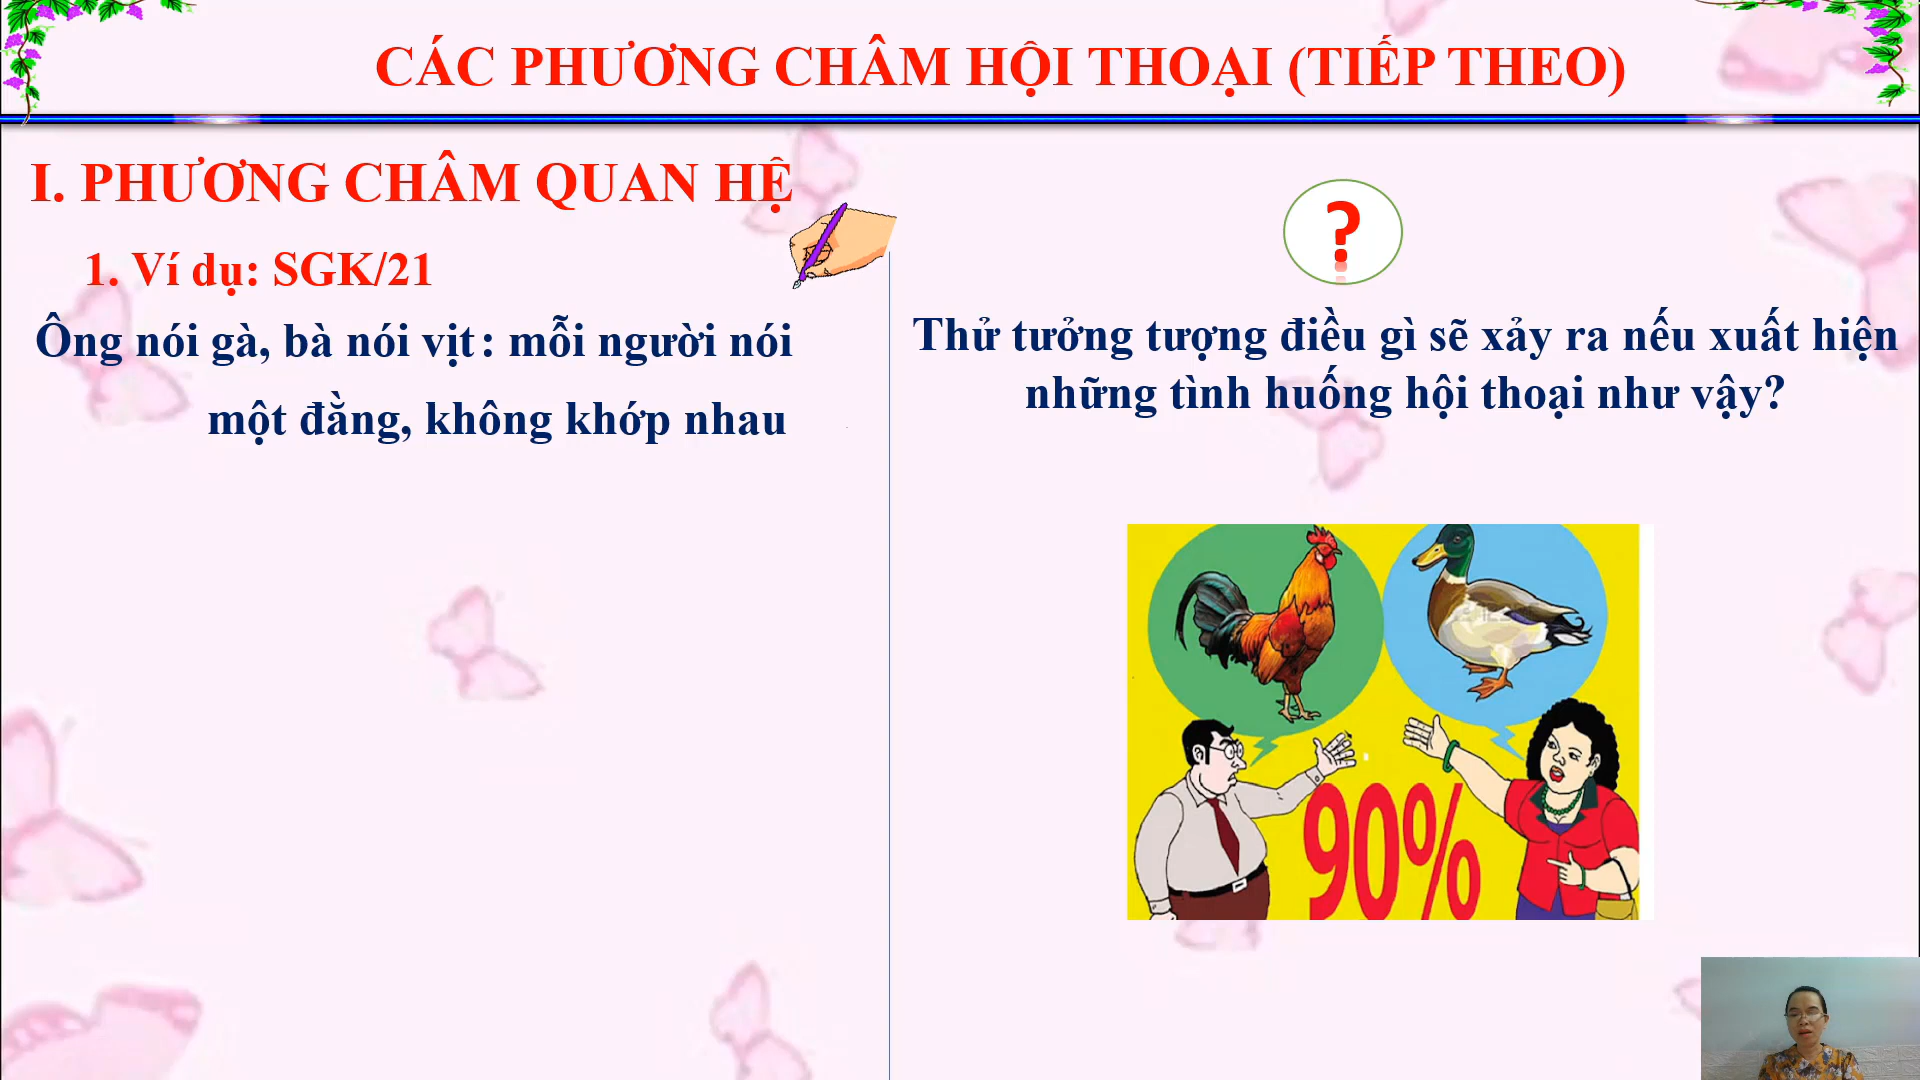 CÁC PHƯƠNG CHÂM HỘI THOẠI (TIẾP THEO)
I. PHƯƠNG CHÂM QUAN HỆ
1. Ví dụ: SGK/21
Ông nói gà, bà nói vịt: mỗi người nói
một đằng, không khớp nhau
?
Thử tưởng tượng điều gì sẽ xảy ra nếu xuất hiện
những tình huống hội thoại như vậy?
90%